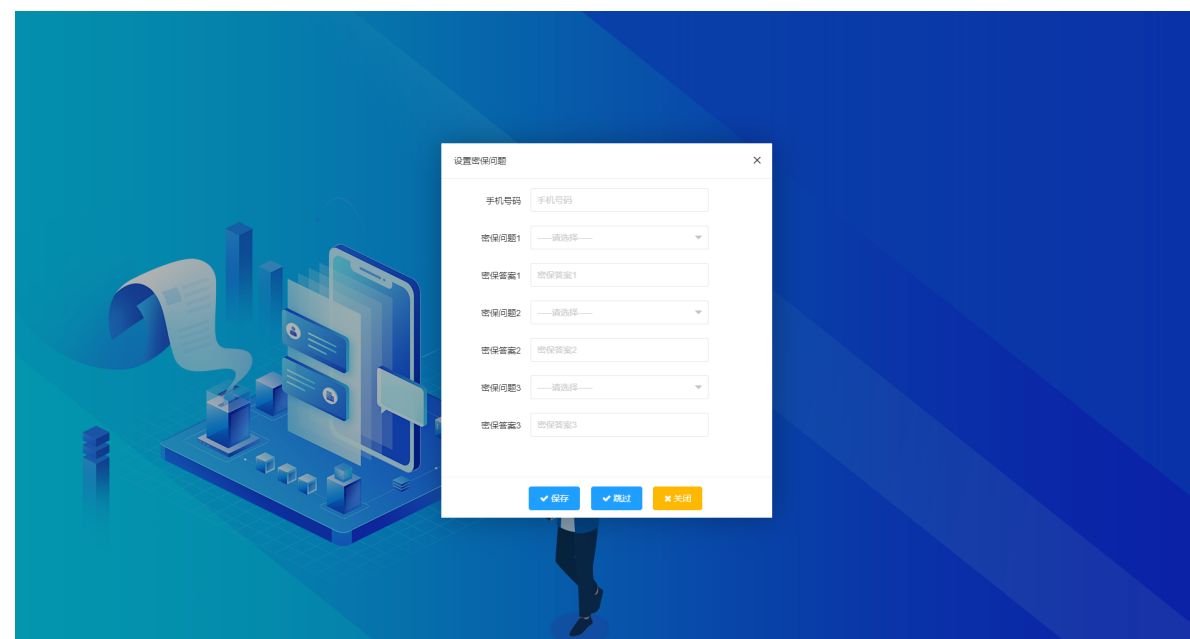 设置密保问题
手机号码 手机号码
密保问题1 ----请选择----
密保答案1 密保答案1
密保问题2 ----请选择----
密保答案2 密保答案2
密保问题3 ----请选择----
密保答案3 密保答案3
保存 跳过 关闭